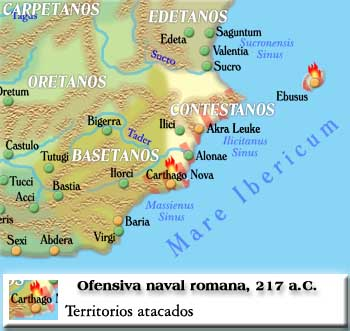 CARPETANOS
EDETANOS
Tagus
Edeta
Saguntum
Sucronensis
Sinus
Valentia
Sucro
Sucro
ORETANOS
Oretum
Ebusus
CONTESTANOS
Bigerra
Ilici
Akra Leuke
Ilicitanus
Sinus
Tader
Castulo
BASETANOS
Alonae
Tutugi
Ilorci
Carthago Nova
Tucci
Bastia
Acci
Massienus
Sinus
Mare Ibericum
Baria
eris
Virgi
Sexi
Abdera
Ofensiva naval romana, 217 a.C.
OS
Carthago N
Territorios atacados